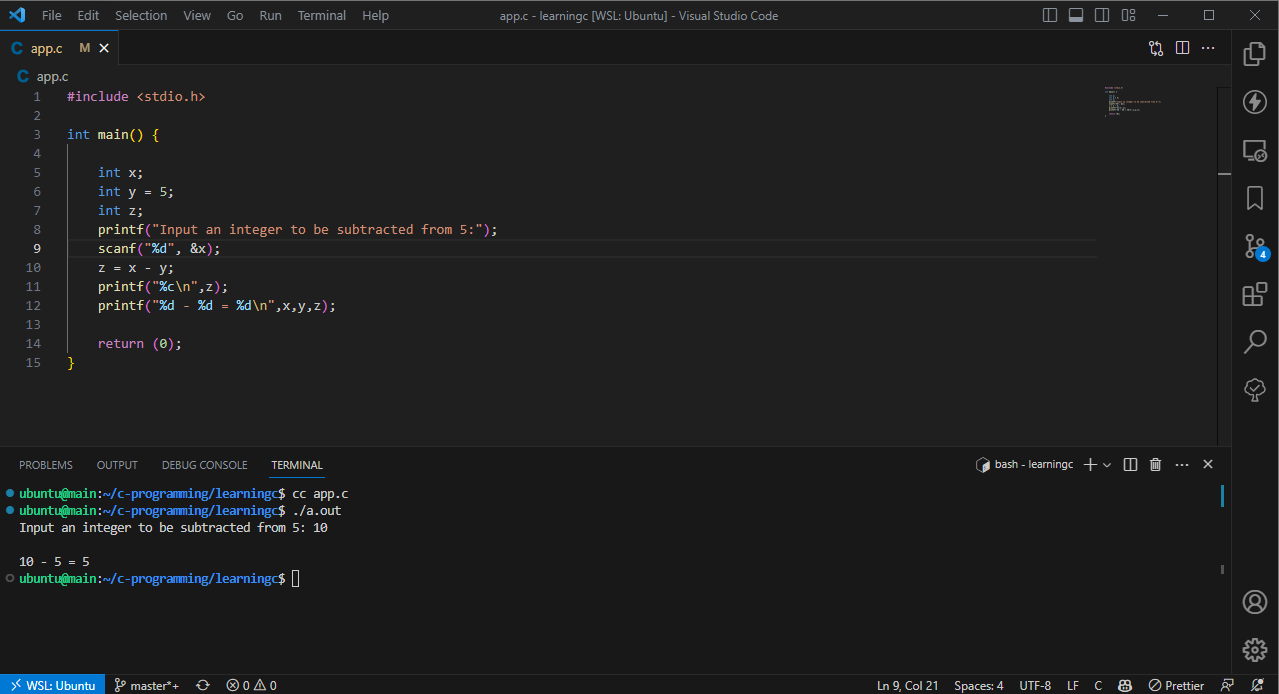 File Edit Selection View Go Run Terminal Help app.c - learningc [WSL: Ubuntu] - Visual Studio Code
C app.c M
C app.c
1 #include <stdio.h>
2
3 int main() {
4
5 int x;
6 int y = 5;
7 int z;
8 printf("Input an integer to be subtracted from 5:");
9 scanf("%d", &x);
10 z = x - y;
11 printf("%c\n",z);
12 printf("%d - %d = %d\n",x,y,z);
13
14 return (0);
15 }
4
PROBLEMS OUTPUT DEBUG CONSOLE TERMINAL bash - learningc
ubuntu@main:~/c-programming/learningc$ cc app.c
ubuntu@main:~/c-programming/learningc$ ./a.out
Input an integer to be subtracted from 5: 10
10 - 5 = 5
ubuntu@main:~/c-programming/learningc$
WSL: Ubuntu master*+ 0 0 Ln 9, Col 21 Spaces: 4 UTF-8 LF C Prettier